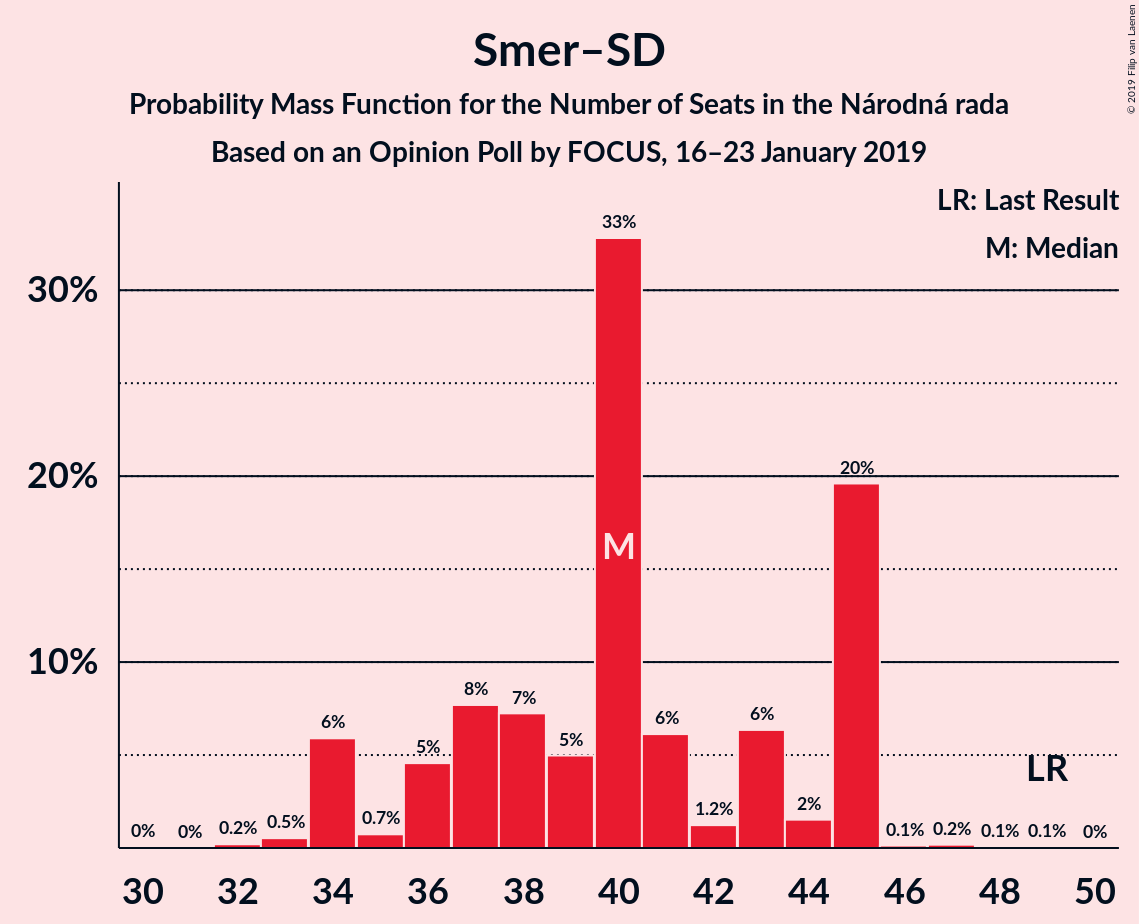 Smer–SD
Probability Mass Function for the Number of Seats in the Národná rada
Based on an Opinion Poll by FOCUS, 16–23 January 2019
© 2019 Filip van Laenen
LR: Last Result
M: Median
30%
20%
10%
0%
0%
0.2%
0.5%
6%
0.7%
5%
8%
7%
5%
33%
6%
1.2%
6%
2%
20%
0.1%
0.2%
0.1%
0.1%
0%
M
LR
30 32 34 36 38 40 42 44 46 48 50